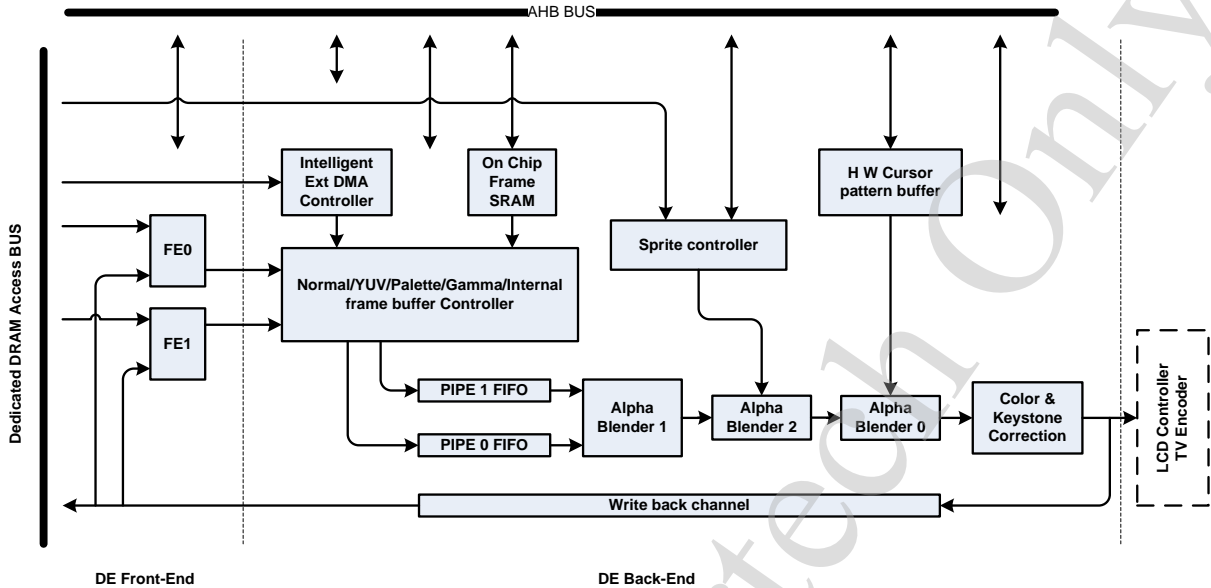 AHB BUS
Dedicated DRAM Access BUS
Intelligent
Ext DMA
Controller
On Chip
Frame
SRAM
H W Cursor
pattern buffer
FE0
Sprite controller
Normal/YUV/Palette/Gamma/Internal
frame buffer Controller
FE1
PIPE 1 FIFO
PIPE 0 FIFO
Alpha
Blender 1
Alpha
Blender 2
Alpha
Blender 0
Color &
Keystone
Correction
LCD Controller
TV Encoder
Write back channel
DE Front-End
DE Back-End
tech Only